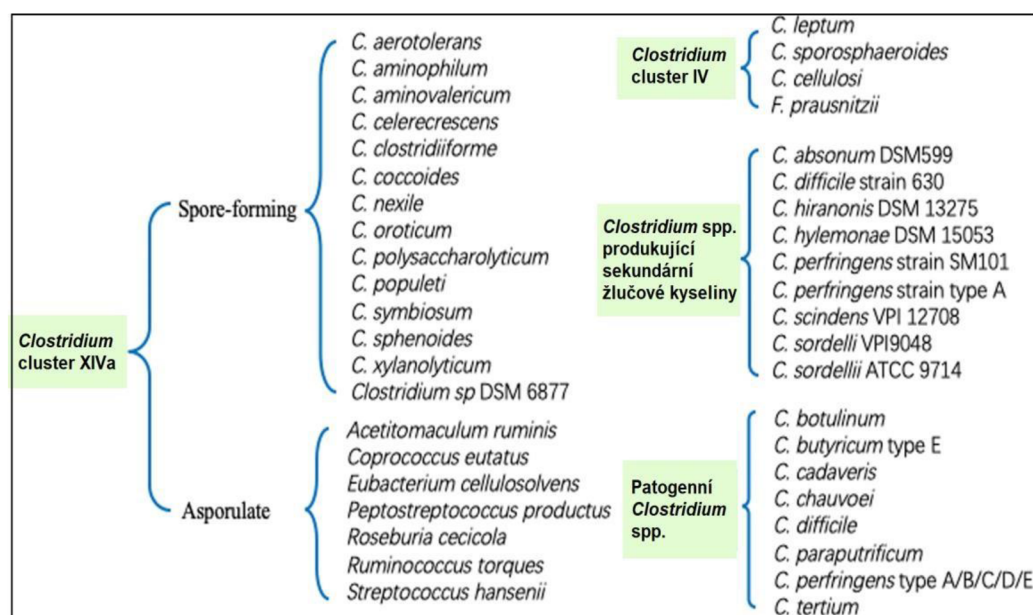 Clostridium
cluster XIVa
Spore-forming
C. aerotolerans
C. aminophilum
C. aminovalericum
C. celerecrescens
C. clostridiiforme
C. coccoides
C. nexile
C. oroticum
C. polysaccharolyticum
C. populeti
C. symbiosum
C. sphenoides
C. xylanolyticum
Clostridium sp DSM 6877
Asporulate
Acetitomaculum ruminis
Coprococcus eutatus
Eubacterium cellulosolvens
Peptostreptococcus productus
Roseburia cecicola
Ruminococcus torques
Streptococcus hansenii
Clostridium
cluster IV
C. leptum
C. sporosphaeroides
C. cellulosi
F. prausnitzii
Clostridium spp.
produkující
sekundární
žlučové kyseliny
C. absonum DSM599
C. difficile strain 630
C. hiranonis DSM 13275
C. hylemonae DSM 15053
C. perfringens strain SM101
C. perfringens strain type A
C. scindens VPI 12708
C. sordelli VPI9048
C. sordellii ATCC 9714
Patogenní
Clostridium
spp.
C. botulinum
C. butyricum type E
C. cadaveris
C. chauvoei
C. difficile
C. paraputrificum
C. perfringens type A/B/C/D/E
C. tertium